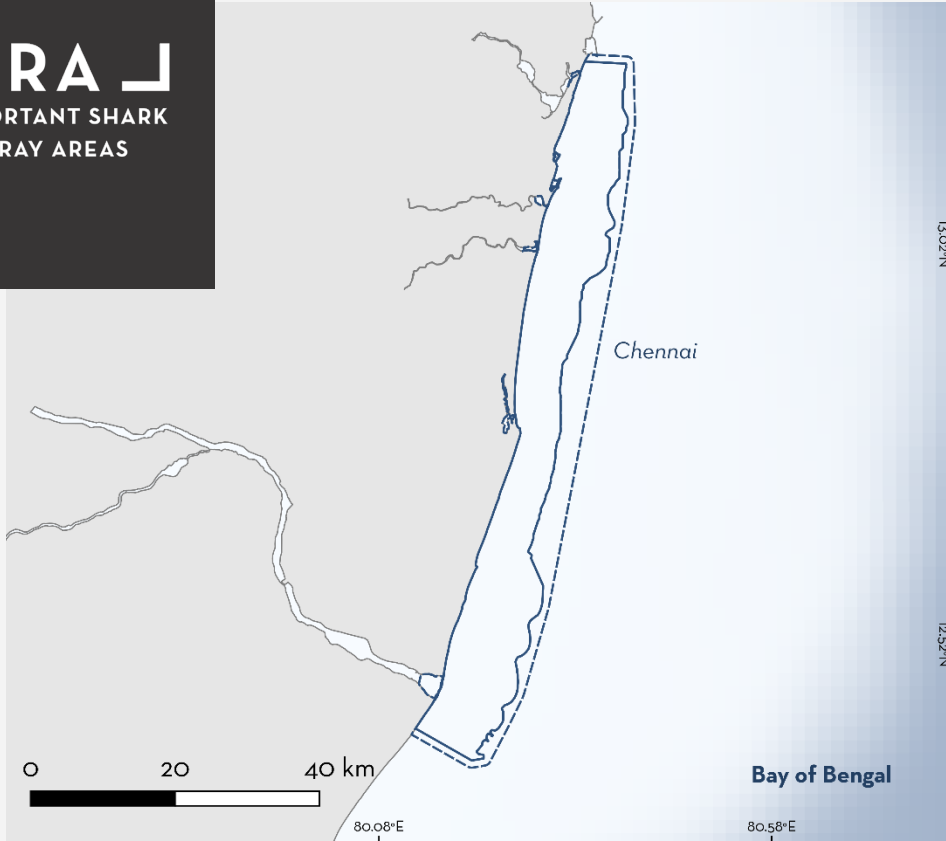 RA
ORTANT SHARK
RAY AREAS
13.02°N
Chennai
12.52°N
0 20 40 km
Bay of Bengal
80.08°E 80.58°E